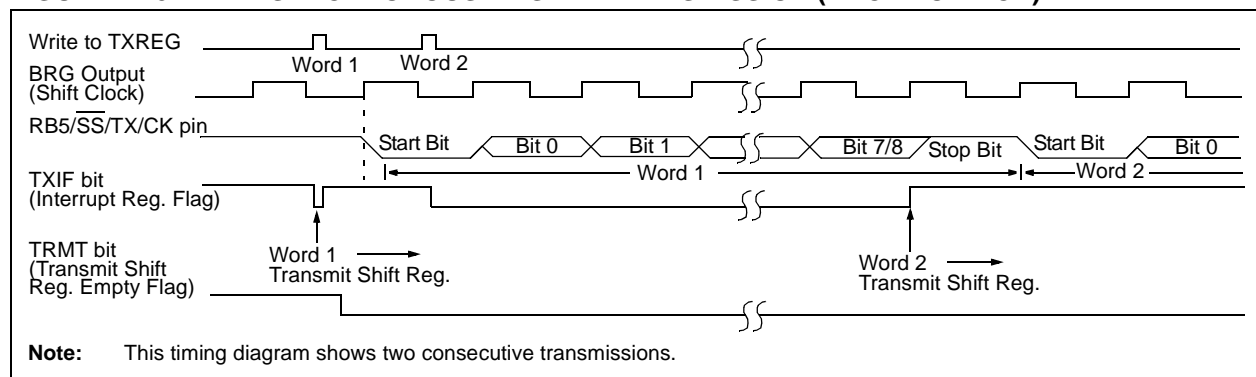 Write to TXREG
Word 1 Word 2
BRG Output
(Shift Clock)
RB5/SS/TX/CK pin
Start Bit Bit 0 Bit 1 Bit 7/8 Stop Bit Start Bit Bit 0
Word 1 Word 2
TXIF bit
(Interrupt Reg. Flag)
Word 1
Transmit Shift Reg.
Word 2
Transmit Shift Reg.
TRMT bit
(Transmit Shift
Reg. Empty Flag)
Note: This timing diagram shows two consecutive transmissions.